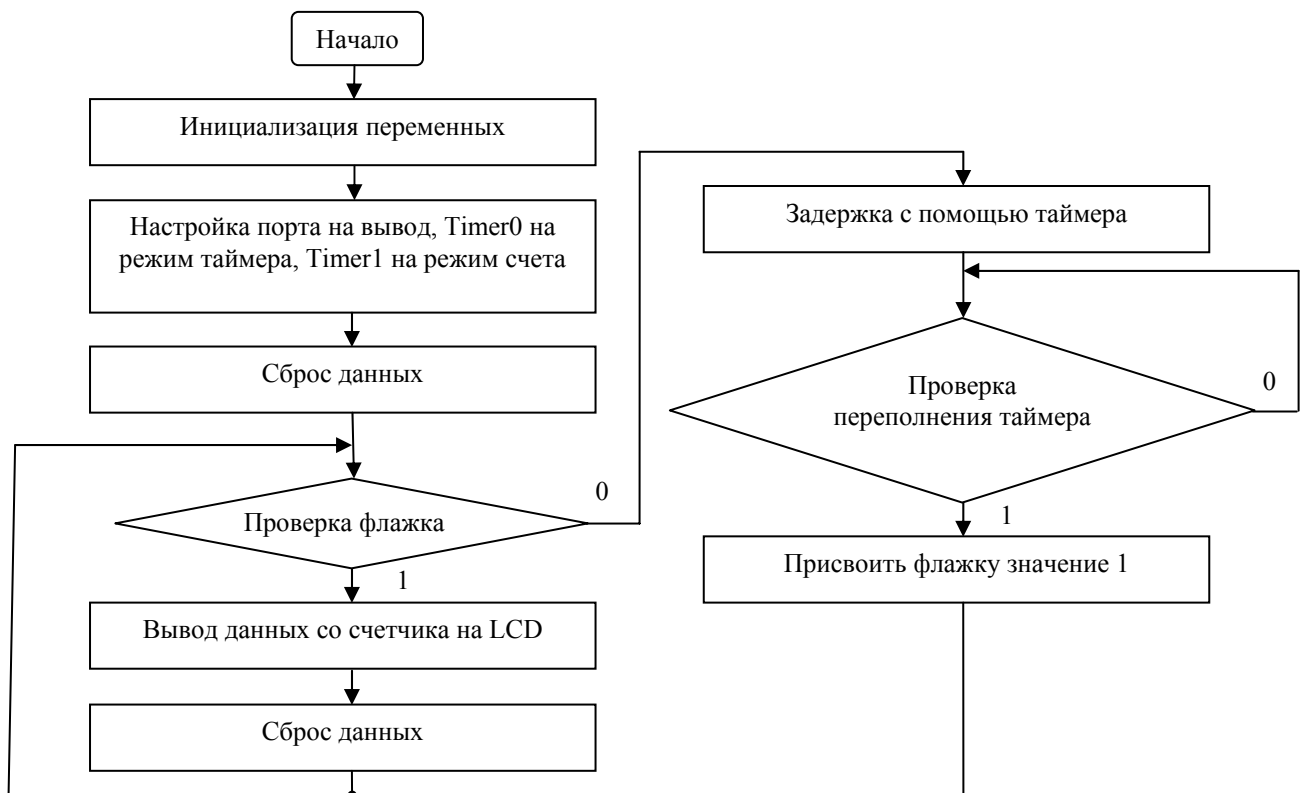 Начало
Инициализация переменных
Настройка порта на вывод, Timer0 на
режим таймера, Timer1 на режим счета
Сброс данных
Проверка флажка
0
1
Вывод данных со счетчика на LCD
Сброс данных
Задержка с помощью таймера
Проверка
переполнения таймера
0
1
Присвоить флажку значение 1